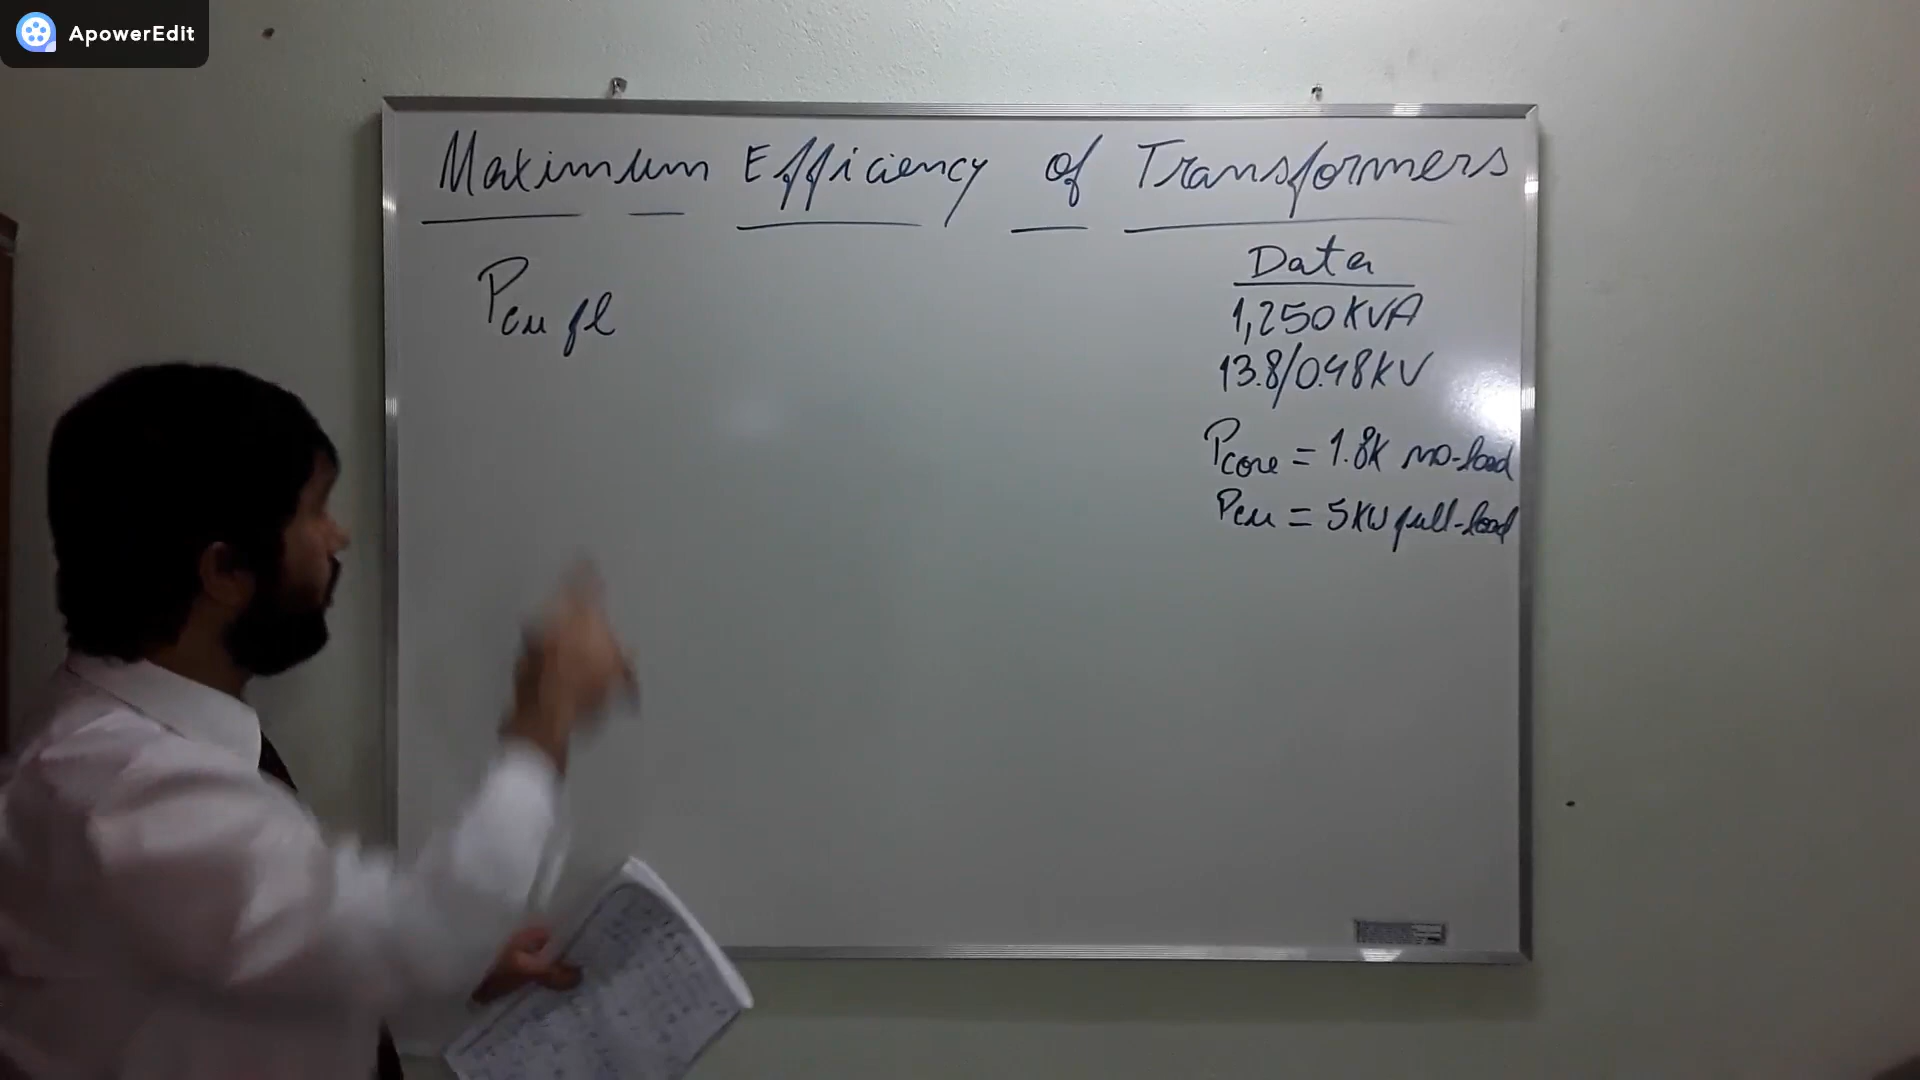 ApowerEdit
Maximum Efficiency of Transformers
Pcu fl
Data
1,250 KVA
13.8/0.48 KV
Pcore = 1.8K no-load
Pcu = 5KW full-load